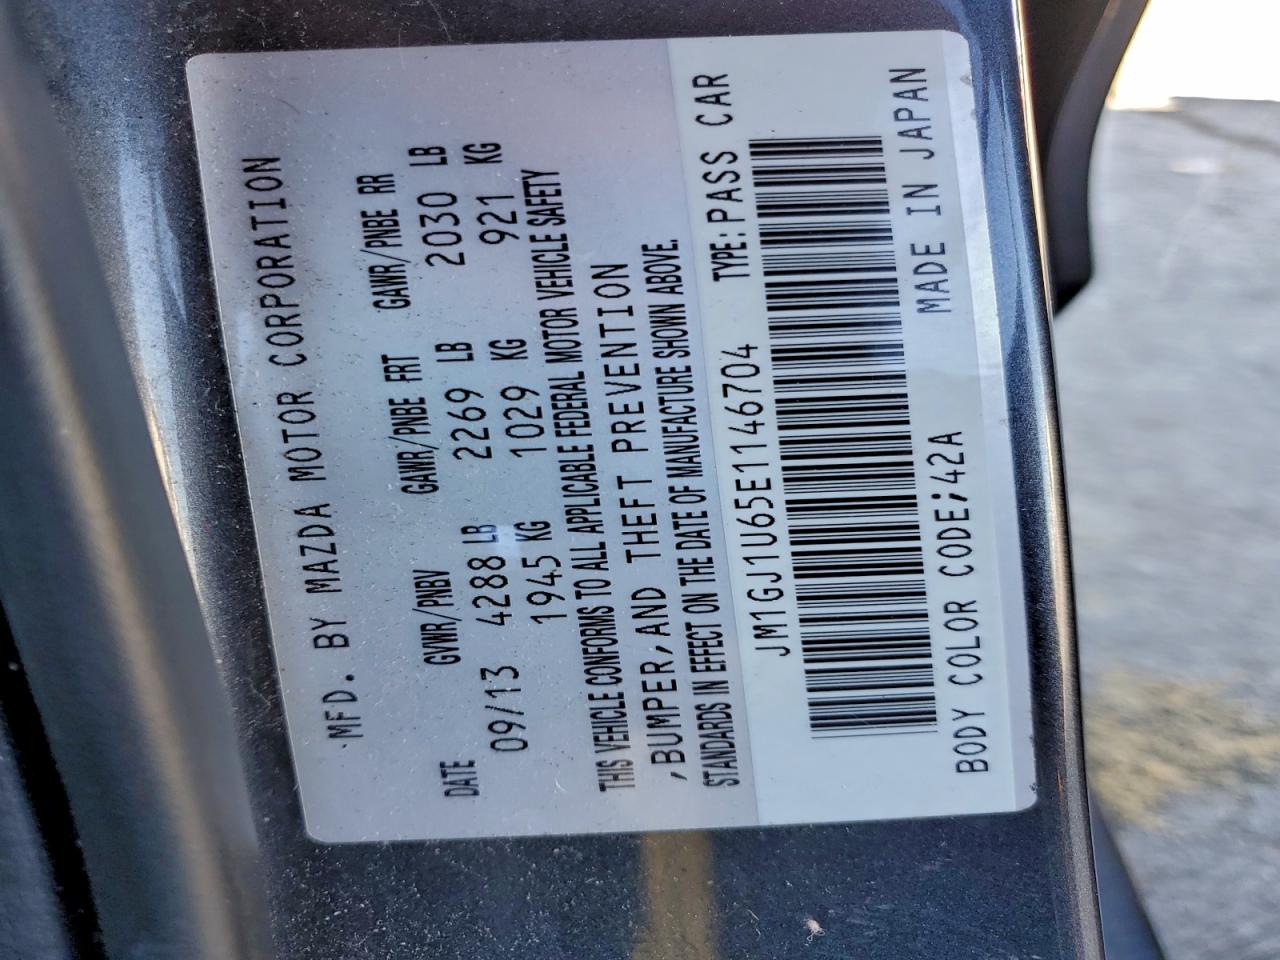 MFD. BY MAZDA MOTOR CORPORATION
DATE GVWR/PNBV GAWR/PNBE FRT GAWR/PNBE RR
09/13 4288 LB 2269 LB 2030 LB
1945 KG 1029 KG 921 KG
THIS VEHICLE CONFORMS TO ALL APPLICABLE FEDERAL MOTOR VEHICLE SAFETY
,BUMPER,AND THEFT PREVENTION
STANDARDS IN EFFECT ON THE DATE OF MANUFACTURE SHOWN ABOVE.
JM1GJ1U65E1146704 TYPE:PASS CAR
BODY COLOR CODE;42A MADE IN JAPAN